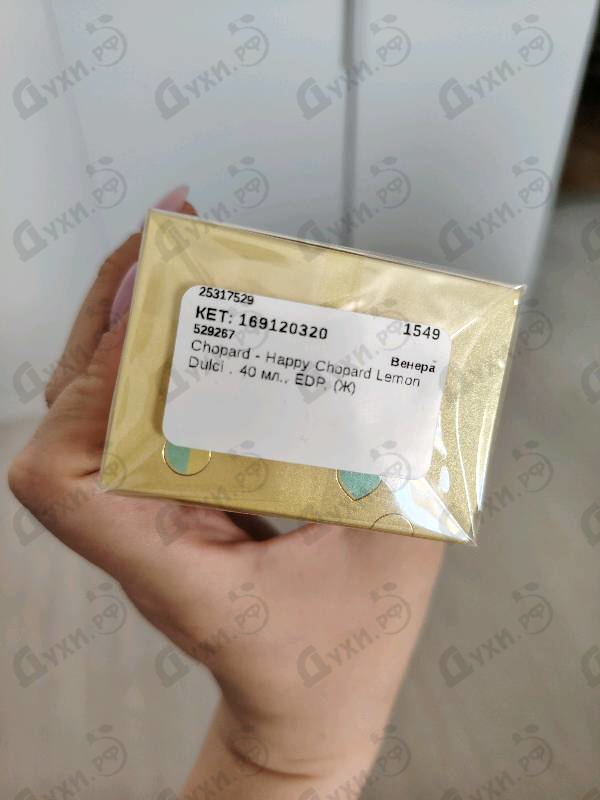 25317529
КЕТ: 169120320 1549
529267 Венера
Chopard - Happy Chopard Lemon
Dulci . 40 мл., EDP, (Ж)
Духи.рф